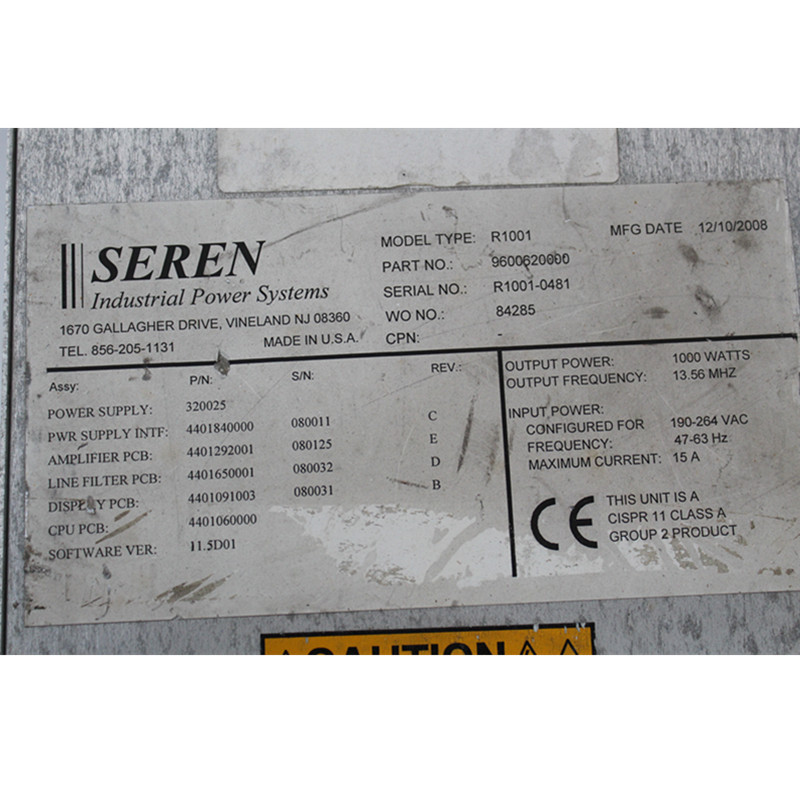 SEREN
Industrial Power Systems
1670 GALLAGHER DRIVE, VINELAND NJ 08360
TEL. 856-205-1131 MADE IN U.S.A.
MODEL TYPE: R1001 MFG DATE 12/10/2008
PART NO.: 9600620000
SERIAL NO.: R1001-0481
WO NO.: 84285
CPN: -
Assy: P/N: S/N: REV.:
POWER SUPPLY: 320025
PWR SUPPLY INTF: 4401840000 080011 C
AMPLIFIER PCB: 4401292001 080125 E
LINE FILTER PCB: 4401650001 080032 D
DISPLAY PCB: 4401091003 080031 B
CPU PCB: 4401060000
SOFTWARE VER: 11.5D01
OUTPUT POWER: 1000 WATTS
OUTPUT FREQUENCY: 13.56 MHZ
INPUT POWER:
CONFIGURED FOR 190-264 VAC
FREQUENCY: 47-63 Hz
MAXIMUM CURRENT: 15 A
CE
THIS UNIT IS A
CISPR 11 CLASS A
GROUP 2 PRODUCT
CAUTION